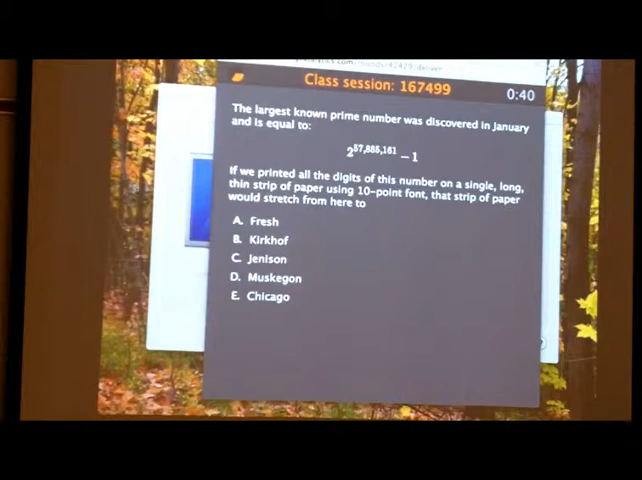 Class session: 167499
0:40
The largest known prime number was discovered in January
and is equal to:
2^57,885,161 − 1
If we printed all the digits of this number on a single, long,
thin strip of paper using 10-point font, that strip of paper
would stretch from here to
A. Fresh
B. Kirkhof
C. Jenison
D. Muskegon
E. Chicago